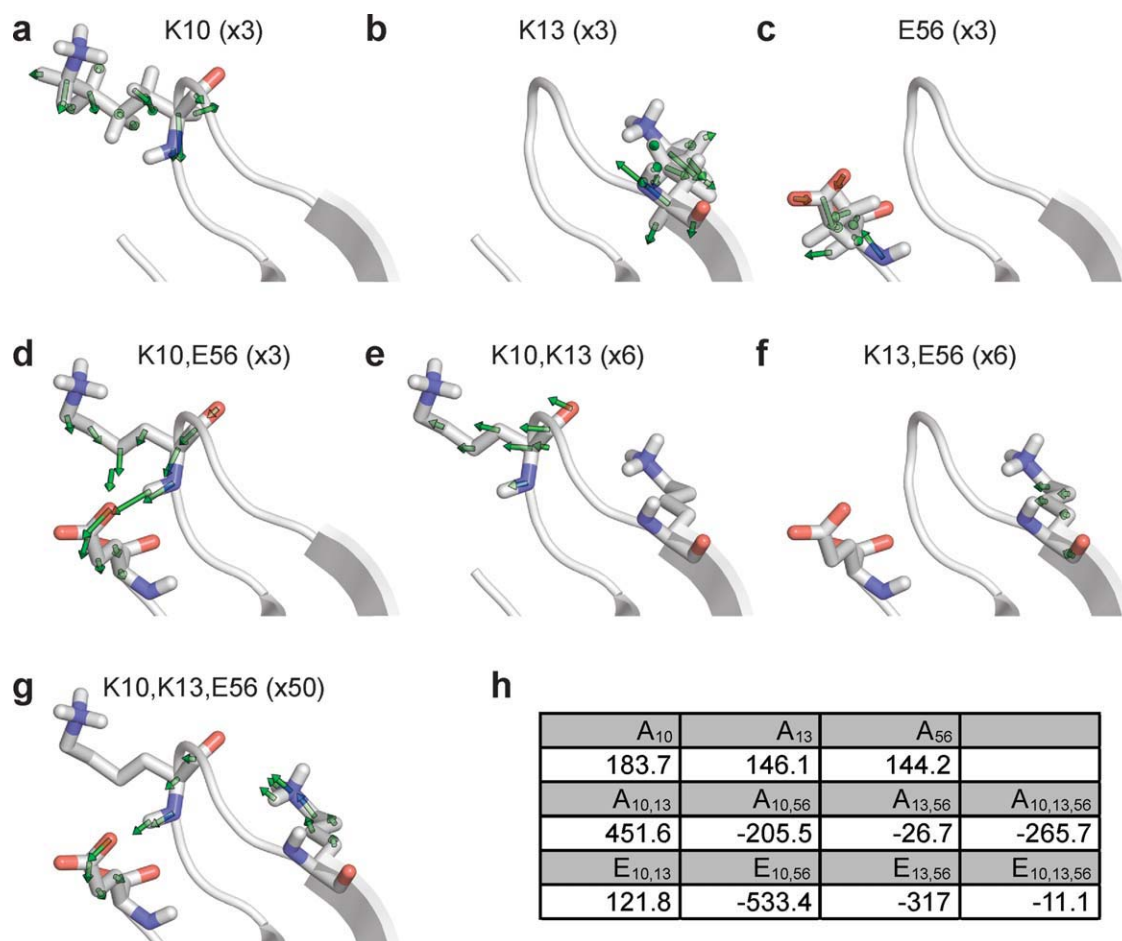 a K10 (x3) b K13 (x3) c E56 (x3)
d K10,E56 (x3) e K10,K13 (x6) f K13,E56 (x6)
g K10,K13,E56 (x50) h
A10 A13 A56
183.7 146.1 144.2
A10,13 A10,56 A13,56 A10,13,56
451.6 -205.5 -26.7 -265.7
E10,13 E10,56 E13,56 E10,13,56
121.8 -533.4 -317 -11.1